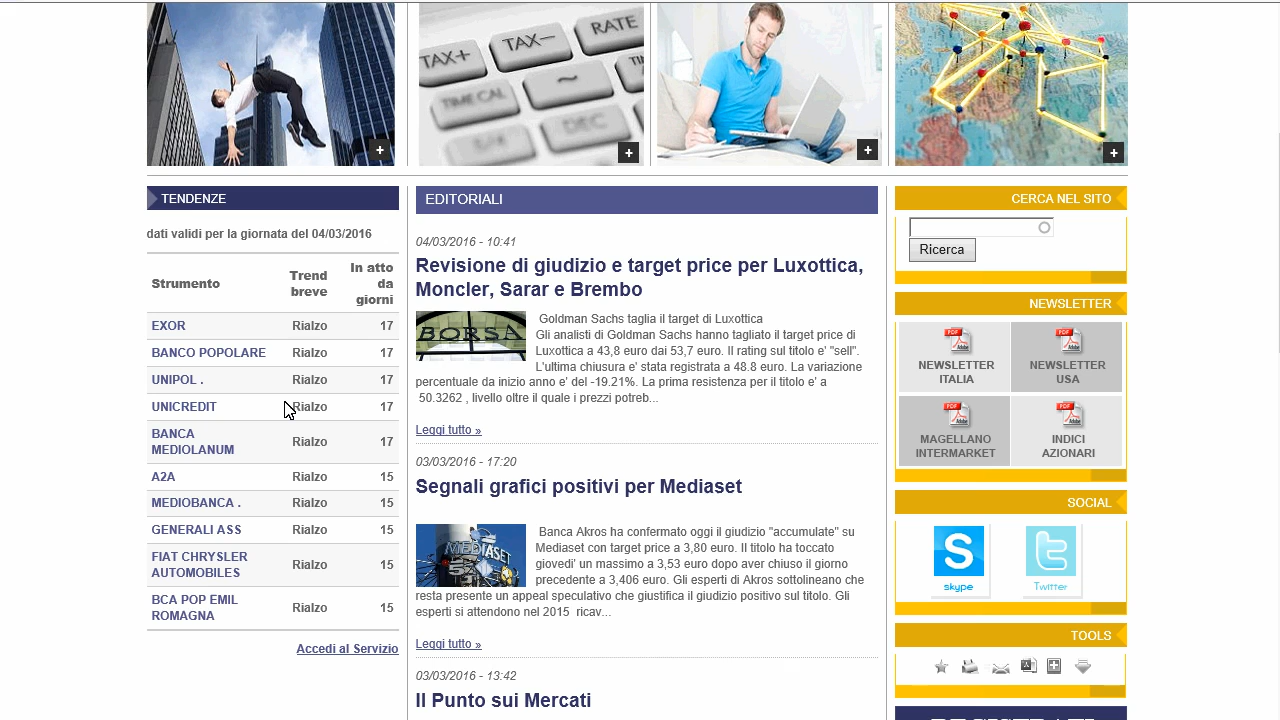 TAX+
TAX−
RATE
TIME CAL
DEC
+
+
+
+
TENDENZE
dati validi per la giornata del 04/03/2016
Strumento Trend breve In atto da giorni
EXOR Rialzo 17
BANCO POPOLARE Rialzo 17
UNIPOL . Rialzo 17
UNICREDIT Rialzo 17
BANCA
MEDIOLANUM Rialzo 17
A2A Rialzo 15
MEDIOBANCA . Rialzo 15
GENERALI ASS Rialzo 15
FIAT CHRYSLER
AUTOMOBILES Rialzo 15
BCA POP EMIL
ROMAGNA Rialzo 15
Accedi al Servizio
EDITORIALI
04/03/2016 - 10:41
Revisione di giudizio e target price per Luxottica,
Moncler, Sarar e Brembo
BORSA
Goldman Sachs taglia il target di Luxottica
Gli analisti di Goldman Sachs hanno tagliato il target price di
Luxottica a 43,8 euro dai 53,7 euro. Il rating sul titolo e' "sell".
L'ultima chiusura e' stata registrata a 48.8 euro. La variazione
percentuale da inizio anno e' del -19.21%. La prima resistenza per il titolo e' a
50.3262 , livello oltre il quale i prezzi potreb...
Leggi tutto »
03/03/2016 - 17:20
Segnali grafici positivi per Mediaset
MEDIASET
Banca Akros ha confermato oggi il giudizio "accumulate" su
Mediaset con target price a 3,80 euro. Il titolo ha toccato
giovedi' un massimo a 3,53 euro dopo aver chiuso il giorno
precedente a 3,406 euro. Gli esperti di Akros sottolineano che
resta presente un appeal speculativo che giustifica il giudizio positivo sul titolo. Gli
esperti si attendono nel 2015 ricav...
Leggi tutto »
03/03/2016 - 13:42
Il Punto sui Mercati
CERCA NEL SITO
Ricerca
NEWSLETTER
NEWSLETTER
ITALIA
NEWSLETTER
USA
MAGELLANO
INTERMARKET
INDICI
AZIONARI
SOCIAL
skype
Twitter
TOOLS